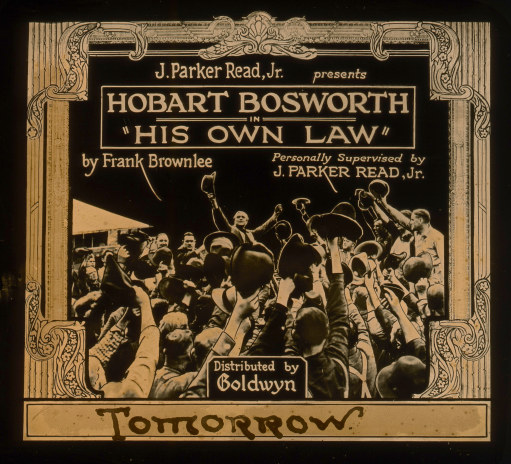 J. Parker Read, Jr. presents
HOBART BOSWORTH
IN
"HIS OWN LAW"
by Frank Brownlee
Personally Supervised by
J. PARKER READ, Jr.
Distributed by
Goldwyn
TOMORROW